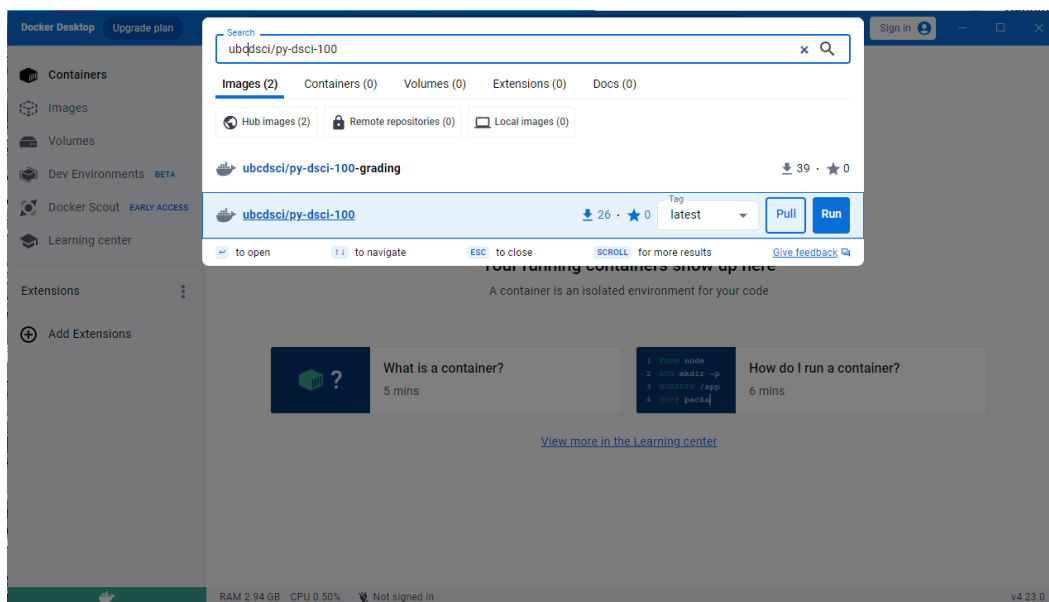 Docker Desktop Upgrade plan Sign in
Search
ubcdsci/py-dsci-100
Images (2) Containers (0) Volumes (0) Extensions (0) Docs (0)
Hub images (2) Remote repositories (0) Local images (0)
ubcdsci/py-dsci-100-grading 39 · 0
ubcdsci/py-dsci-100 26 · 0 Tag latest Pull Run
to open to navigate ESC to close SCROLL for more results Give feedback
Containers
Images
Volumes
Dev Environments BETA
Docker Scout EARLY ACCESS
Learning center
Extensions
Add Extensions
Your running containers show up here
A container is an isolated environment for your code
? What is a container?
5 mins
1 FROM node
2 RUN mkdir -p
3 WORKDIR /app
4 COPY packa
How do I run a container?
6 mins
View more in the Learning center
RAM 2.94 GB CPU 0.50% Not signed in v4.23.0